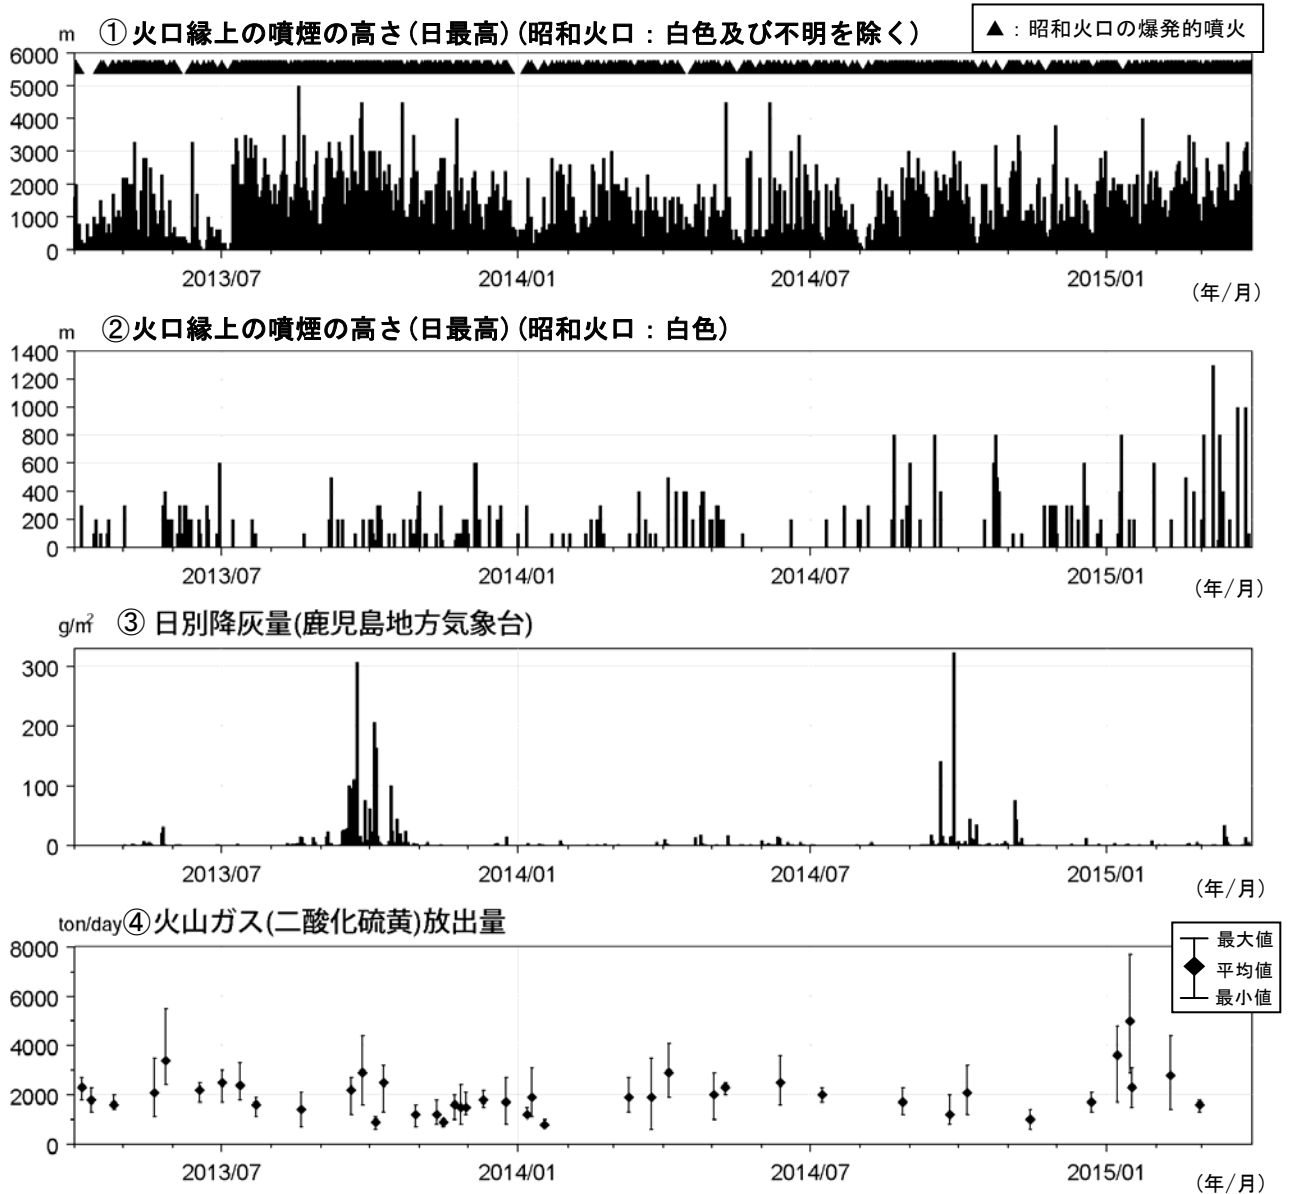 m ①火口縁上の噴煙の高さ(日最高)(昭和火口：白色及び不明を除く)
▲：昭和火口の爆発的噴火
6000
5000
4000
3000
2000
1000
0
2013/07 2014/01 2014/07 2015/01
(年/月)
m ②火口縁上の噴煙の高さ(日最高)(昭和火口：白色)
1400
1200
1000
800
600
400
200
0
2013/07 2014/01 2014/07 2015/01
(年/月)
g/㎡ ③ 日別降灰量(鹿児島地方気象台)
300
200
100
0
2013/07 2014/01 2014/07 2015/01
(年/月)
ton/day④火山ガス(二酸化硫黄)放出量
最大値
平均値
最小値
8000
6000
4000
2000
0
2013/07 2014/01 2014/07 2015/01
(年/月)